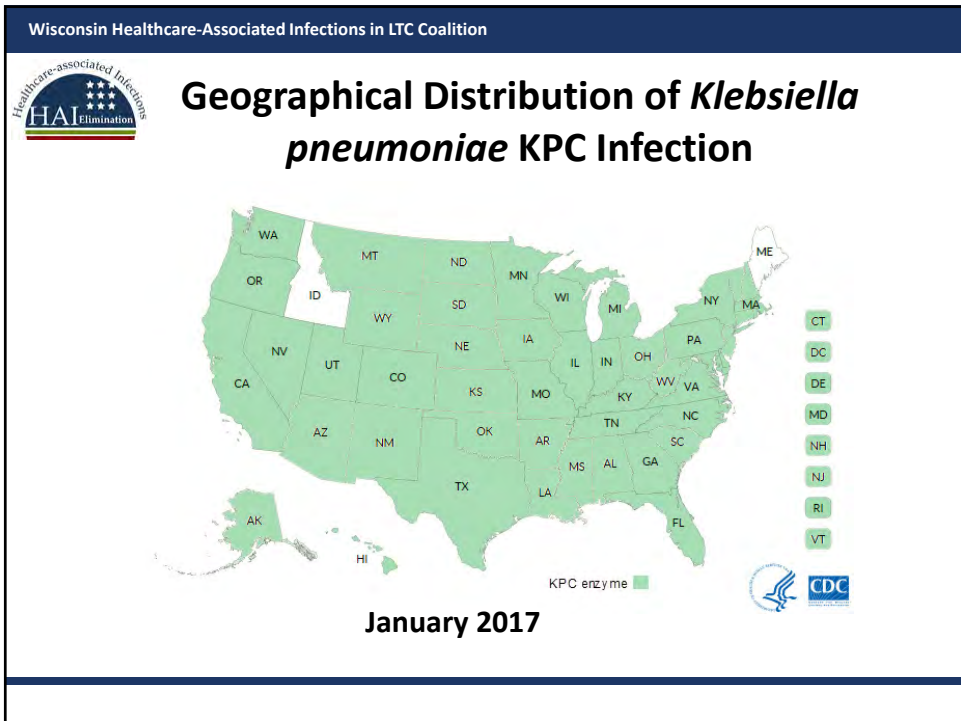 Wisconsin Healthcare-Associated Infections in LTC Coalition
Healthcare-associated Infections
HAI Elimination
Geographical Distribution of Klebsiella
pneumoniae KPC Infection
WA
MT
ND
MN
ME
OR
ID
SD
WI
MI
NY
MA
WY
CT
NV
NE
IA
PA
UT
CO
IL
IN
OH
DC
CA
KS
MO
WV
VA
DE
KY
AZ
NM
OK
AR
TN
NC
MD
SC
NH
MS
AL
GA
TX
LA
NJ
FL
RI
AK
HI
VT
KPC enzyme
CDC
January 2017